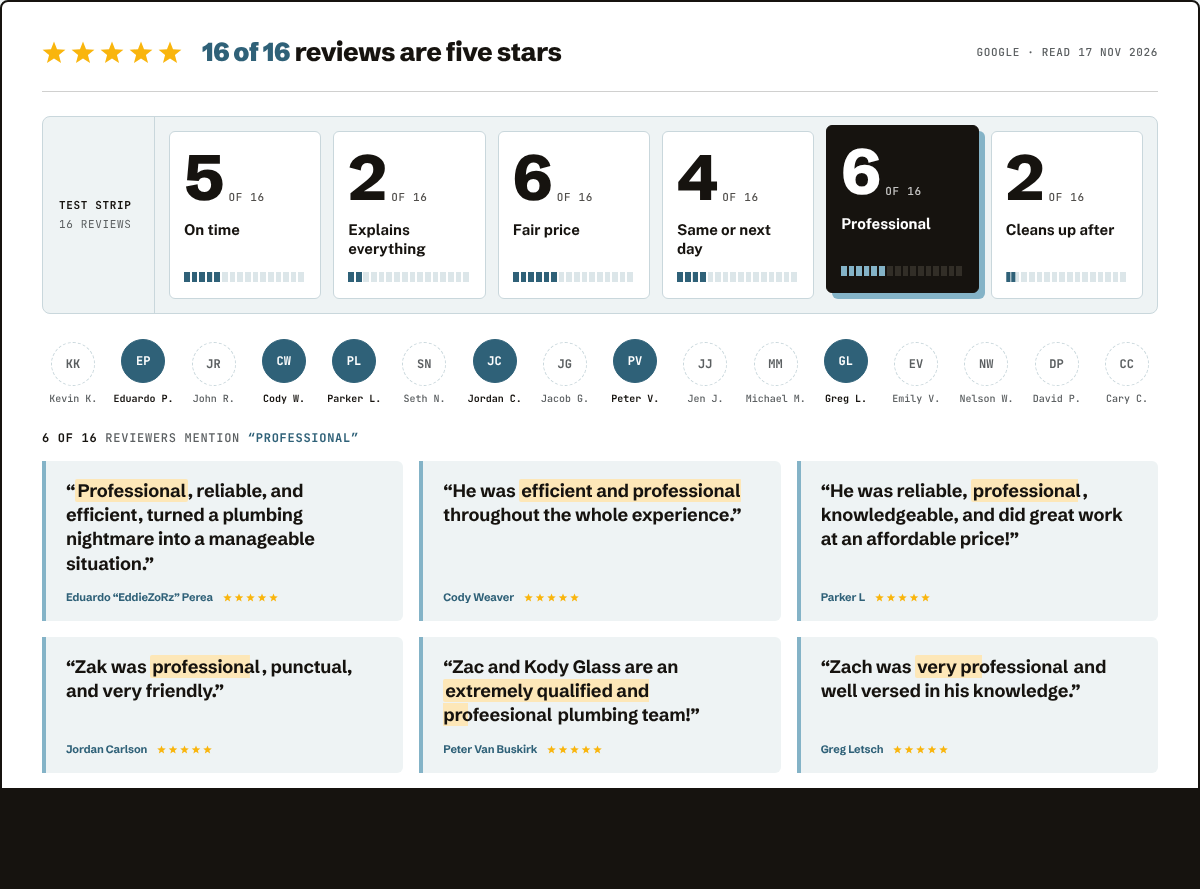 16 of 16 reviews are five stars
GOOGLE · READ 17 NOV 2026
TEST STRIP
16 REVIEWS
5 OF 16
On time
2 OF 16
Explains
everything
6 OF 16
Fair price
4 OF 16
Same or next
day
6 OF 16
Professional
2 OF 16
Cleans up after
KK
EP
JR
CW
PL
SN
JC
JG
PV
JJ
MM
GL
EV
NW
DP
CC
Kevin K.
Eduardo P.
John R.
Cody W.
Parker L.
Seth N.
Jordan C.
Jacob G.
Peter V.
Jen J.
Michael M.
Greg L.
Emily V.
Nelson W.
David P.
Cary C.
6 OF 16 REVIEWERS MENTION “PROFESSIONAL”
“Professional, reliable, and
efficient, turned a plumbing
nightmare into a manageable
situation.”
Eduardo “EddieZoRz” Perea
“He was efficient and professional
throughout the whole experience.”
Cody Weaver
“He was reliable, professional,
knowledgeable, and did great work
at an affordable price!”
Parker L
“Zak was professional, punctual,
and very friendly.”
Jordan Carlson
“Zac and Kody Glass are an
extremely qualified and
profeesional plumbing team!”
Peter Van Buskirk
“Zach was very professional and
well versed in his knowledge.”
Greg Letsch